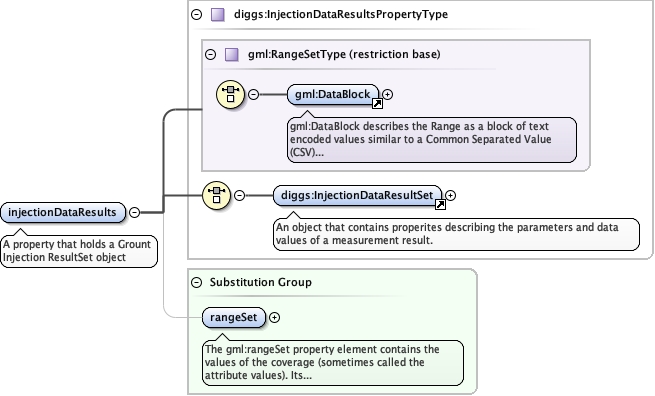 diggs:InjectionDataResultsPropertyType
gml:RangeSetType (restriction base)
gml:DataBlock
gml:DataBlock describes the Range as a block of text
encoded values similar to a Common Separated Value
(CSV)...
injectionDataResults
A property that holds a Grount
Injection ResultSet object
diggs:InjectionDataResultSet
An object that contains properites describing the parameters and data
values of a measurement result.
Substitution Group
rangeSet
The gml:rangeSet property element contains the
values of the coverage (sometimes called the
attribute values). Its...